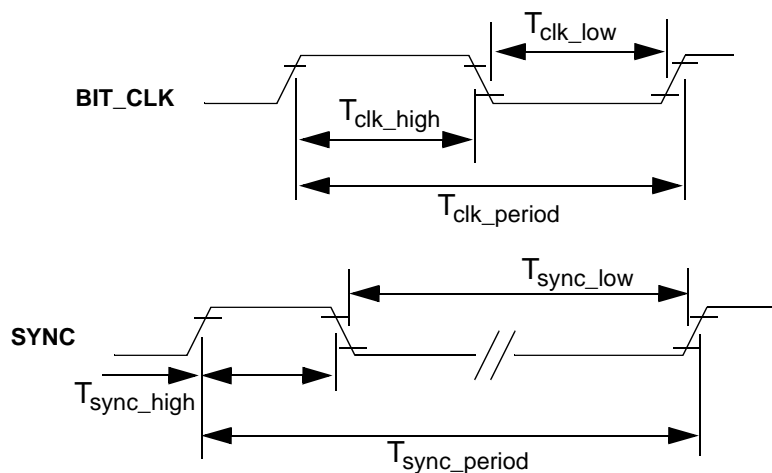 T_clk_low
BIT_CLK
T_clk_high
T_clk_period
T_sync_low
SYNC
T_sync_high
T_sync_period